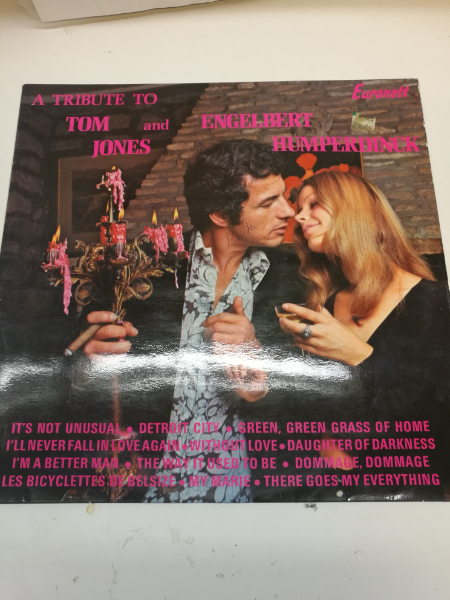 A TRIBUTE TO
Euronett
TOM and ENGELBERT
JONES HUMPERDINCK
IT'S NOT UNUSUAL • DETROIT CITY • GREEN, GREEN GRASS OF HOME
I'LL NEVER FALL IN LOVE AGAIN • WITHOUT LOVE • DAUGHTER OF DARKNESS
I'M A BETTER MAN • THE WAY IT USED TO BE • DOMMAGE, DOMMAGE
LES BICYCLETTES DE BELSIZE • MY MARIE • THERE GOES MY EVERYTHING